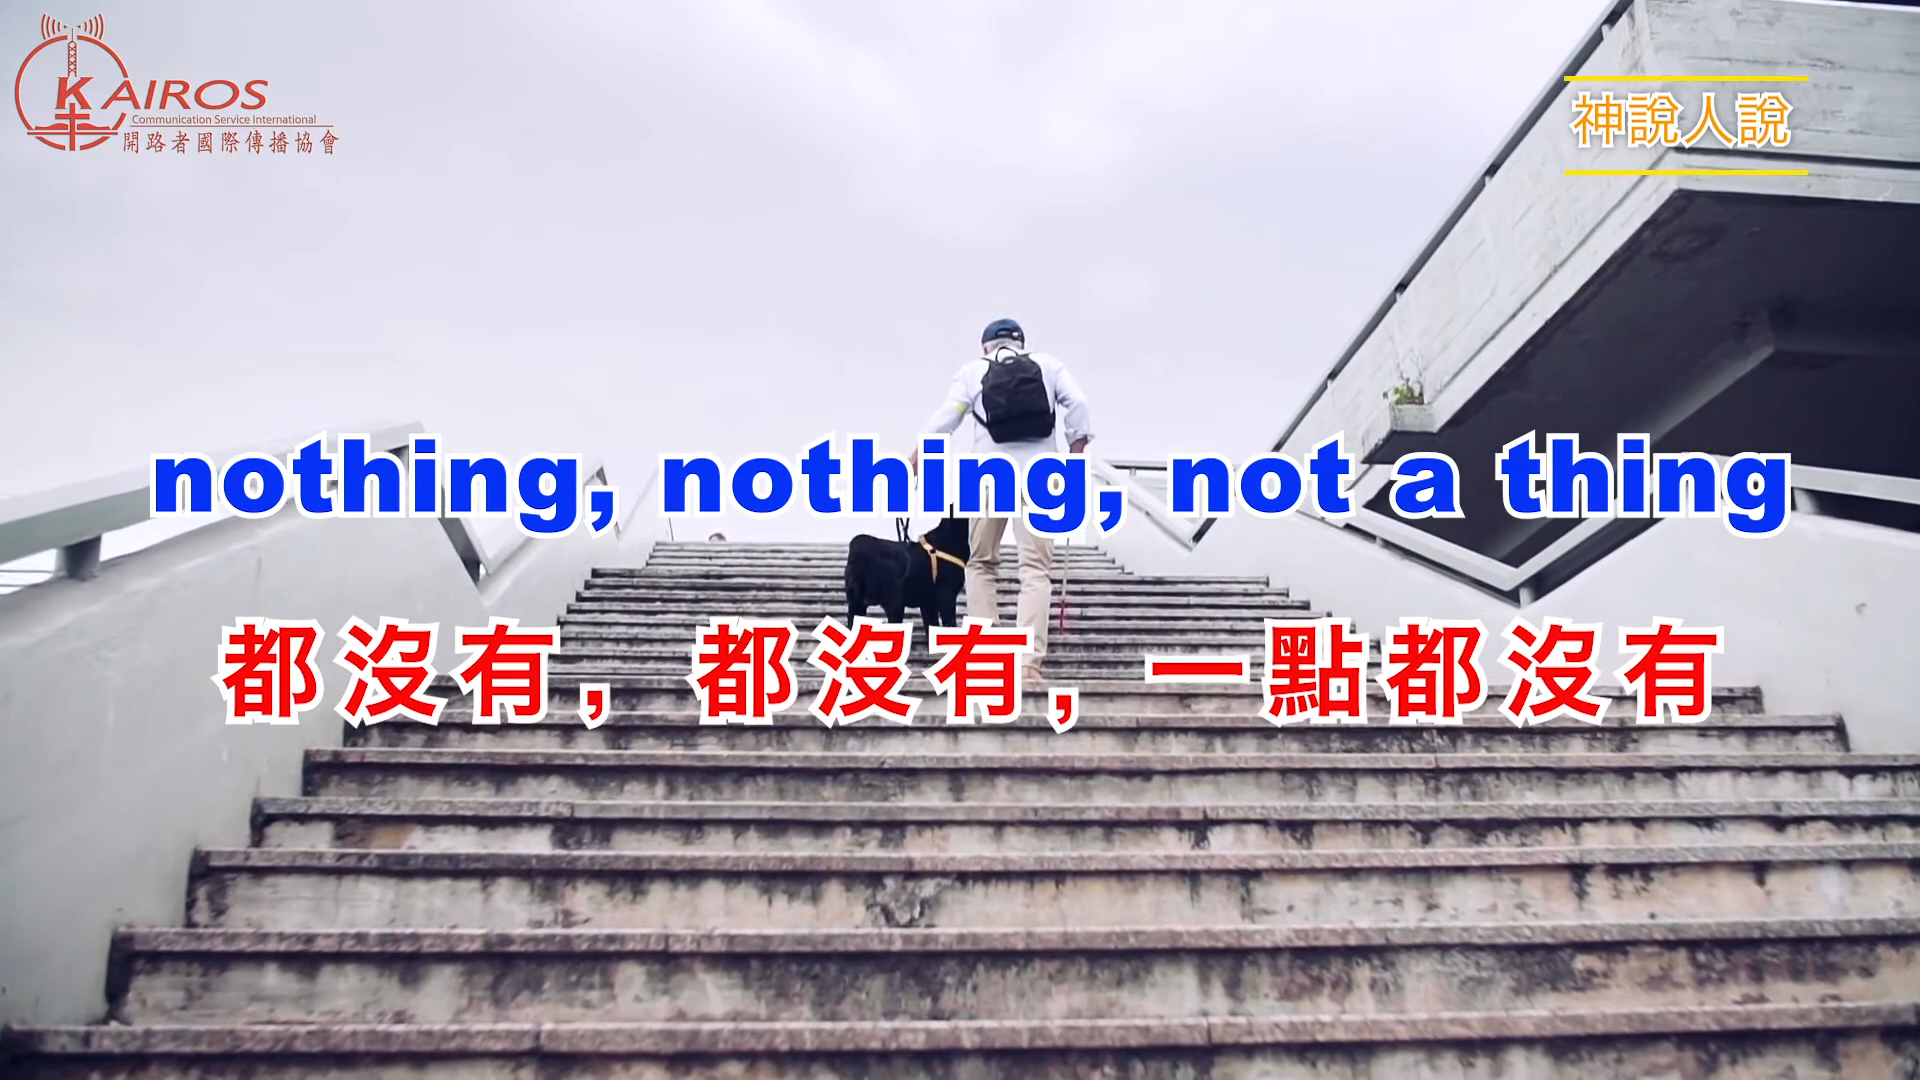 KAIROS
Communication Service International
開路者國際傳播協會
神說人說
nothing, nothing, not a thing
都沒有，都沒有，一點都沒有